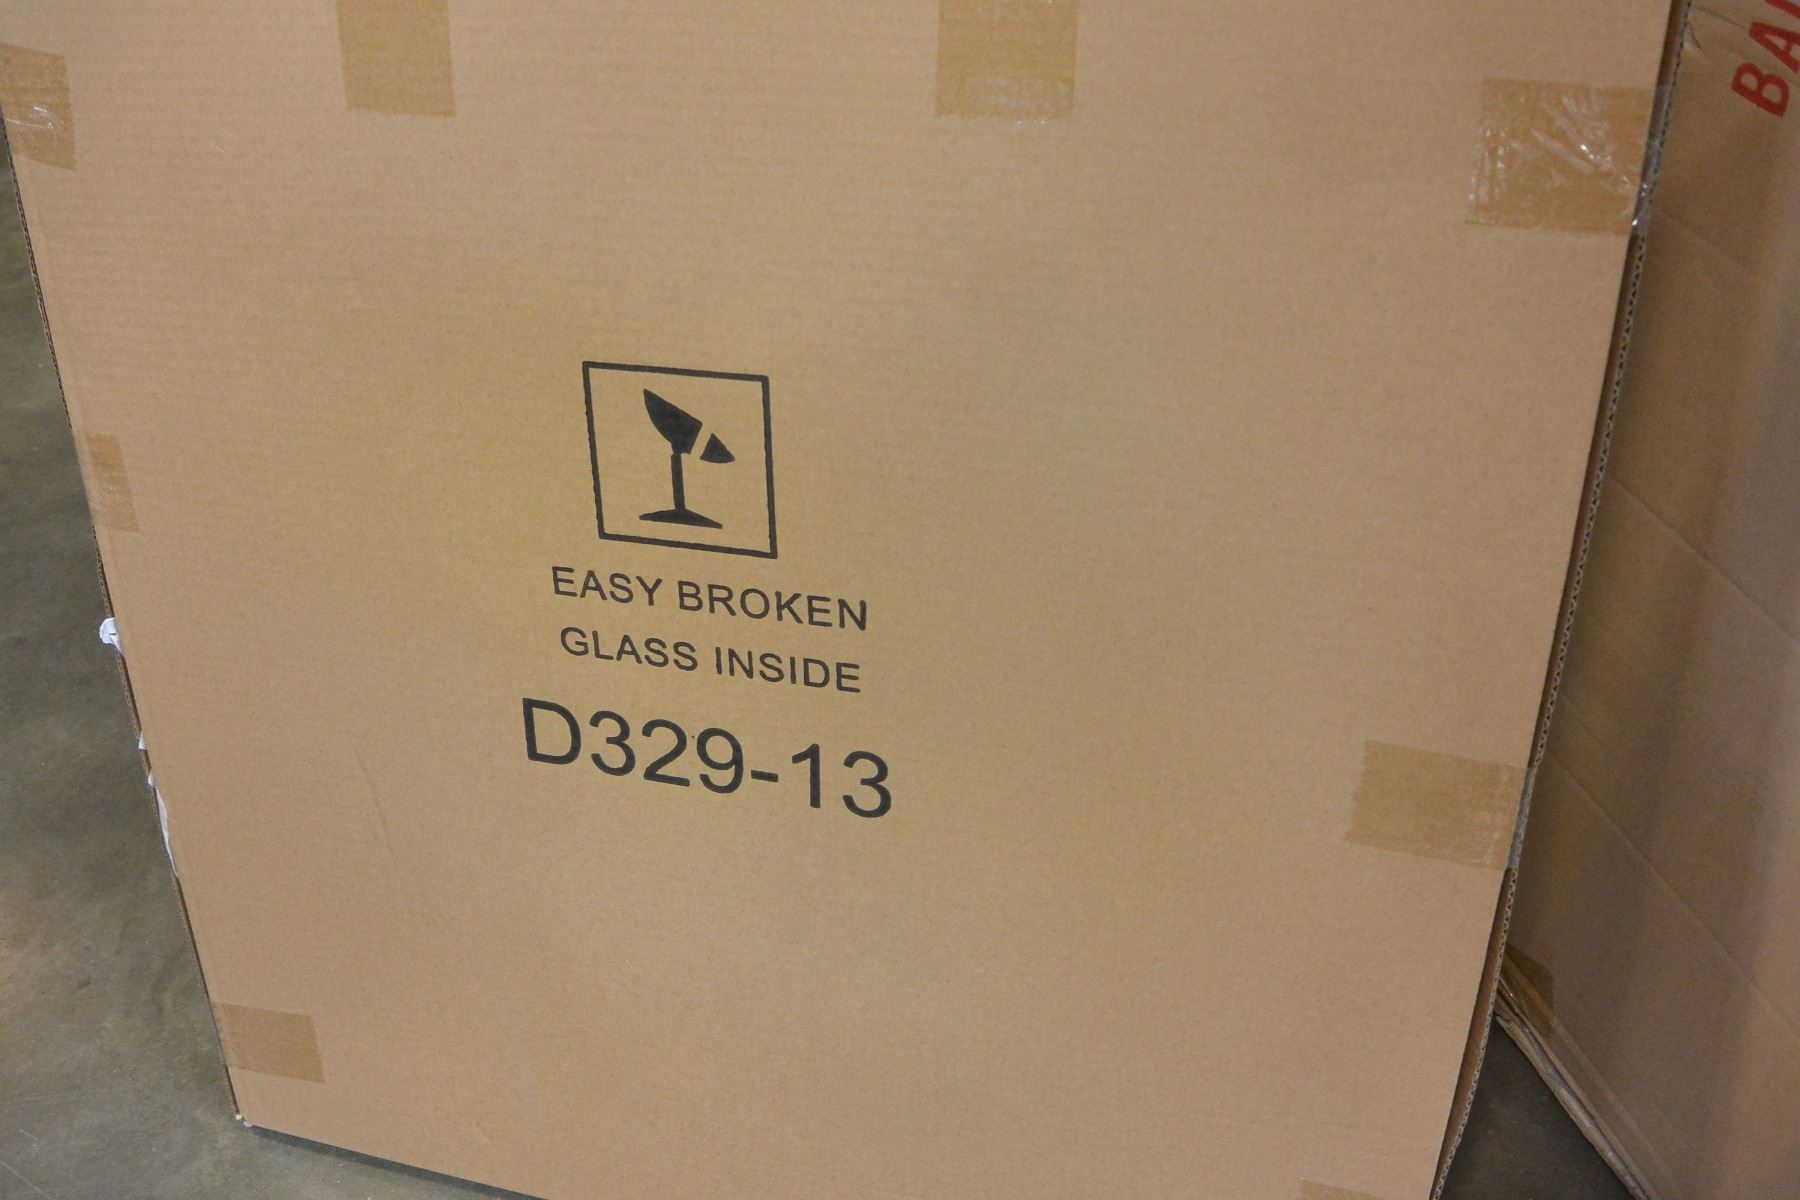 EASY BROKEN
GLASS INSIDE
D329-13